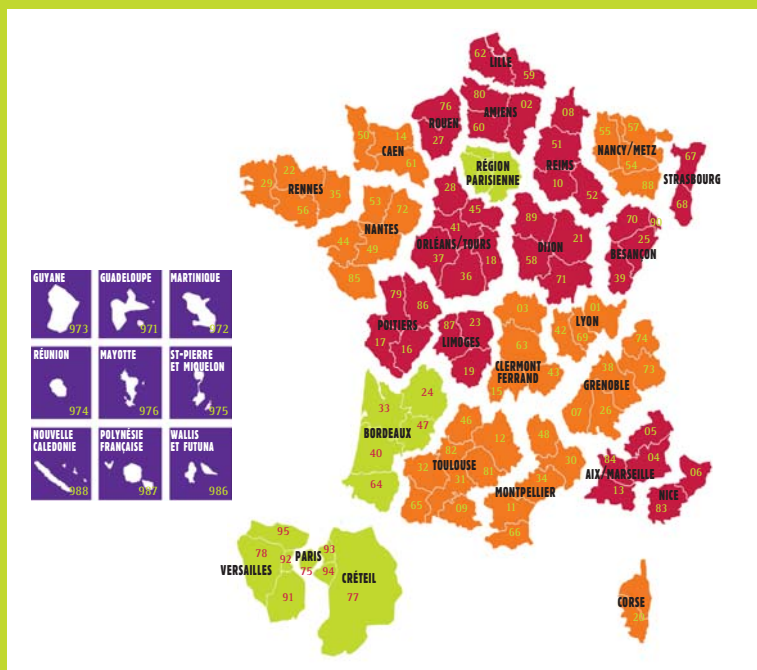 62
LILLE
59
80
02
76
AMIENS
08
ROUEN
60
50
14
27
51
55
57
CAEN
61
RÉGION
PARISIENNE
REIMS
NANCY/METZ
67
54
22
28
10
52
88
STRASBOURG
29
RENNES
35
53
45
68
56
72
89
70
90
NANTES
41
21
44
49
ORLÉANS/TOURS
DIJON
25
37
18
58
BESANÇON
85
36
71
39
GUYANE
973
GUADELOUPE
971
MARTINIQUE
972
79
86
03
01
POITIERS
87
23
42
LYON
69
74
17
16
LIMOGES
63
38
73
RÉUNION
974
MAYOTTE
976
ST-PIERRE
ET MIQUELON
975
19
CLERMONT
FERRAND
43
GRENOBLE
24
15
33
07
26
47
46
48
05
BORDEAUX
12
NOUVELLE
CALEDONIE
988
POLYNÉSIE
FRANÇAISE
987
WALLIS
ET FUTUNA
986
40
82
30
84
04
32
TOULOUSE
81
34
AIX/MARSEILLE
06
64
31
MONTPELLIER
13
NICE
65
09
11
83
95
66
78
92
PARIS
93
VERSAILLES
75
94
CRÉTEIL
91
77
CORSE
20